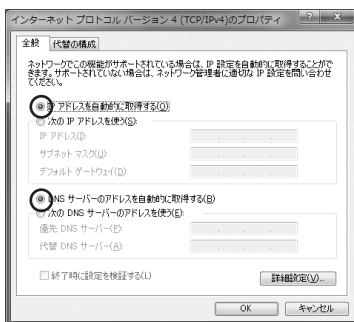 インターネット プロトコル バージョン 4 (TCP/IPv4)のプロパティ
全般 代替の構成
ネットワークでこの機能がサポートされている場合は、IP 設定を自動的に取得することがで
きます。サポートされていない場合は、ネットワーク管理者に適切な IP 設定を問い合わせ
てください。
IP アドレスを自動的に取得する(O)
次の IP アドレスを使う(S):
IP アドレス(I):
サブネット マスク(U):
デフォルト ゲートウェイ(D):
DNS サーバーのアドレスを自動的に取得する(B)
次の DNS サーバーのアドレスを使う(E):
優先 DNS サーバー(P):
代替 DNS サーバー(A):
終了時に設定を検証する(L)
詳細設定(V)...
OK キャンセル